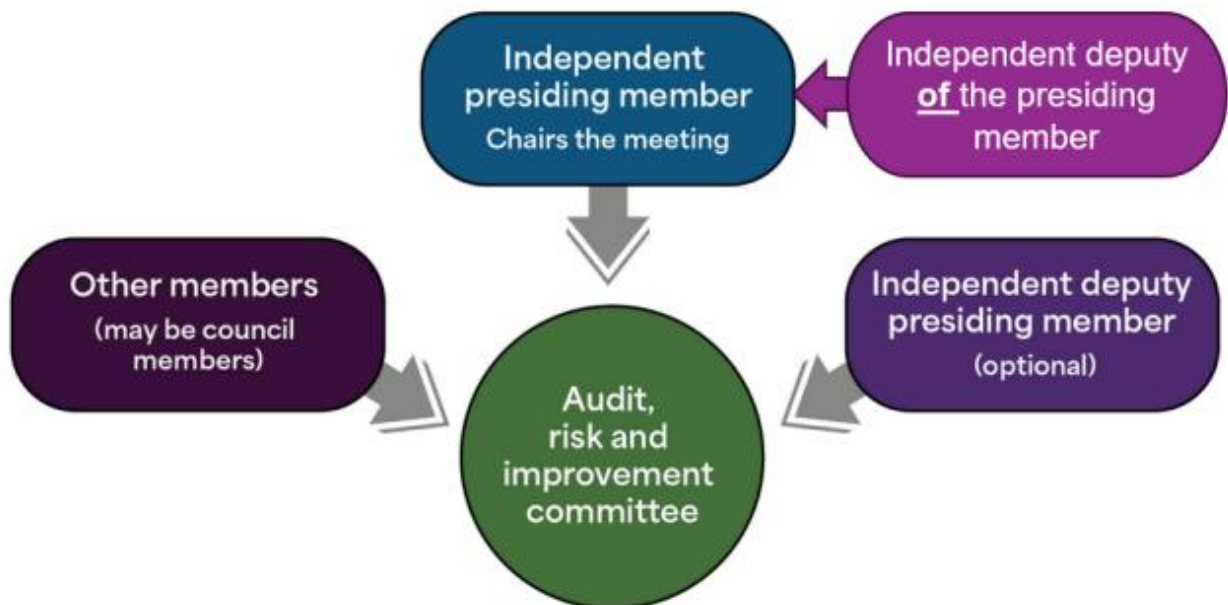 Independent
presiding member
Chairs the meeting
Independent deputy
of the presiding
member
Other members
(may be council
members)
Independent deputy
presiding member
(optional)
Audit,
risk and
improvement
committee